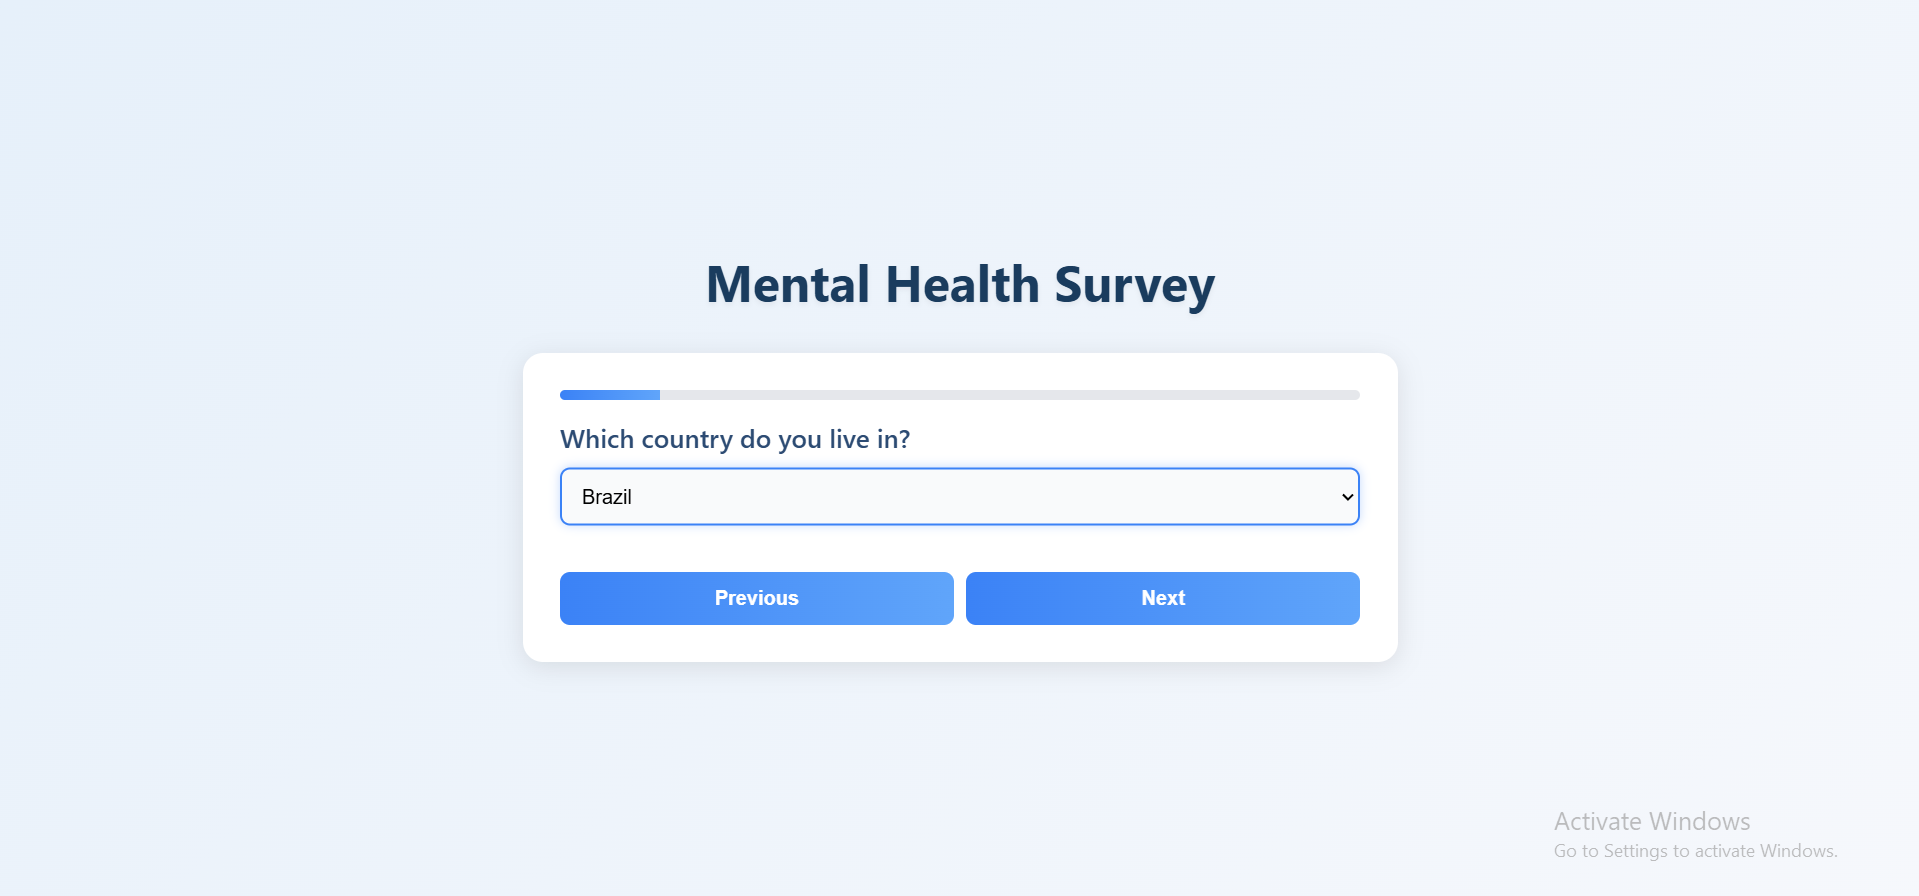 Mental Health Survey
Which country do you live in?
Brazil
Previous
Next
Activate Windows
Go to Settings to activate Windows.